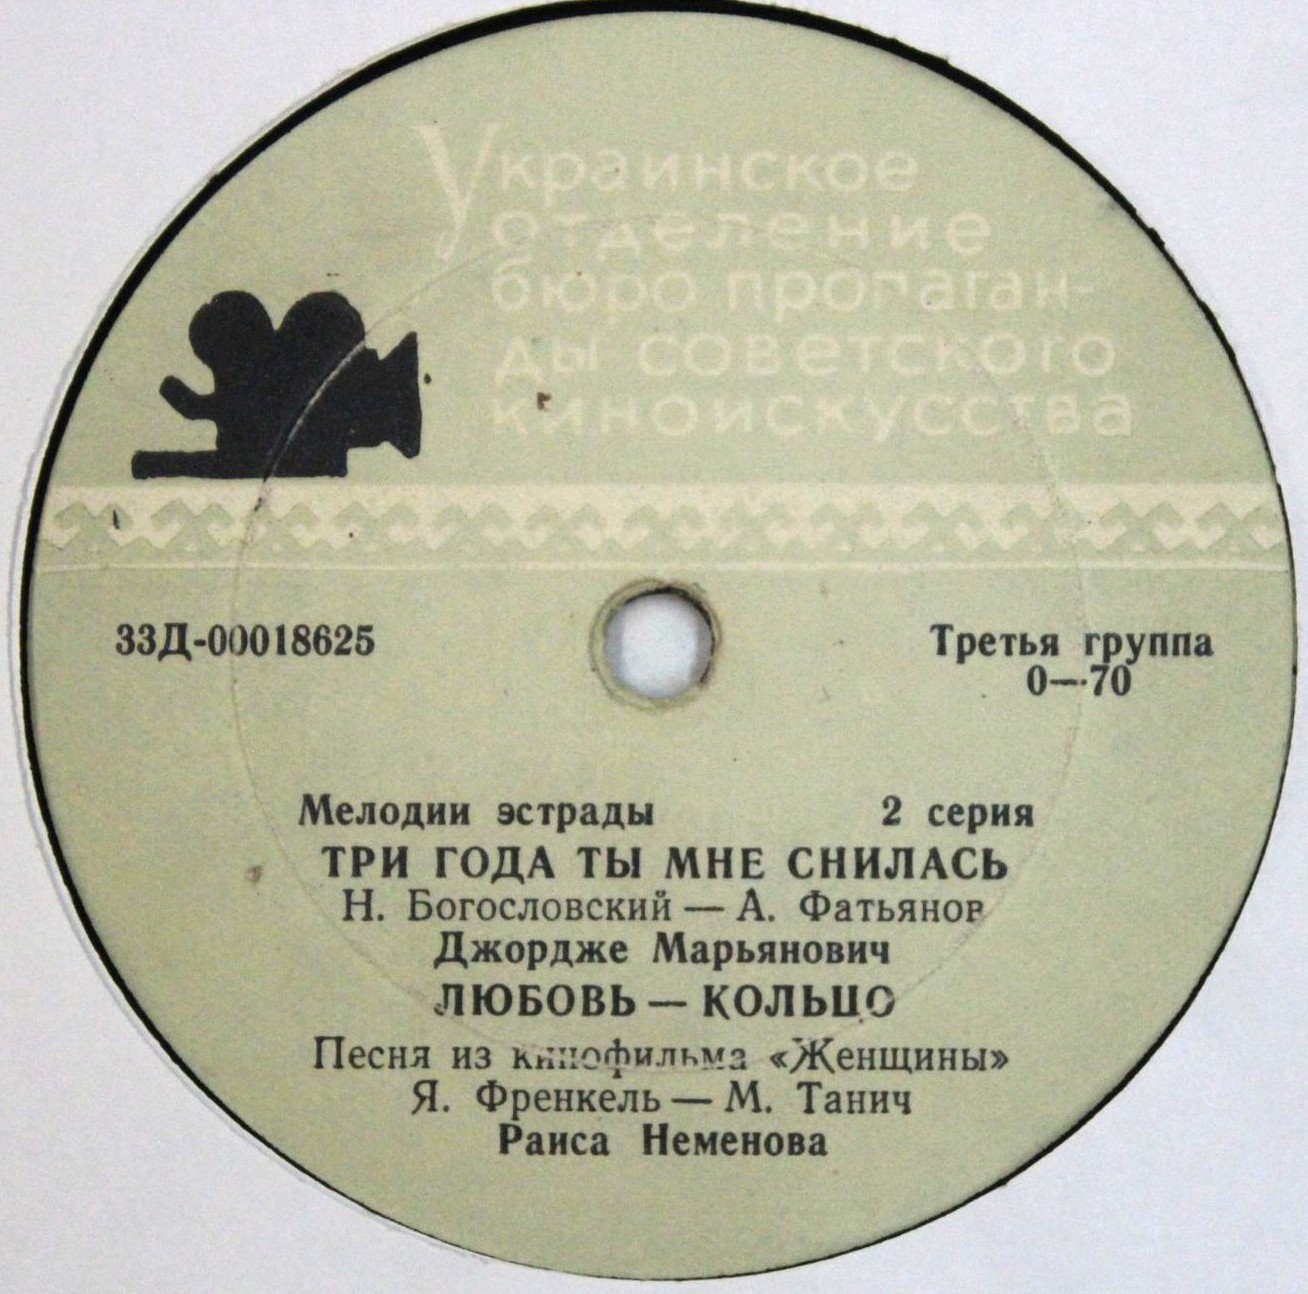 Украинское
отделение
бюро пропаган-
ды советского
киноискусства
33Д-00018625
Третья группа
0—70
Мелодии эстрады 2 серия
ТРИ ГОДА ТЫ МНЕ СНИЛАСЬ
Н. Богословский — А. Фатьянов
Джордже Марьянович
ЛЮБОВЬ — КОЛЬЦО
Песня из кинофильма «Женщины»
Я. Френкель — М. Танич
Раиса Неменова